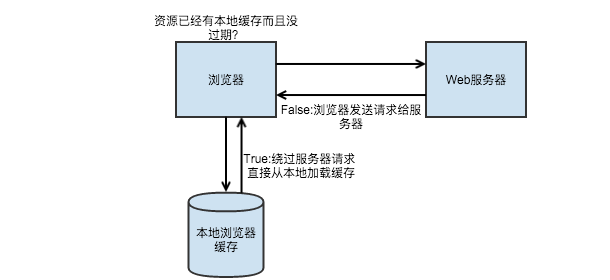 资源已经有本地缓存而且没
过期？
浏览器
Web服务器
False:浏览器发送请求给服
务器
True:绕过服务器请求
直接从本地加载缓存
本地浏览器
缓存